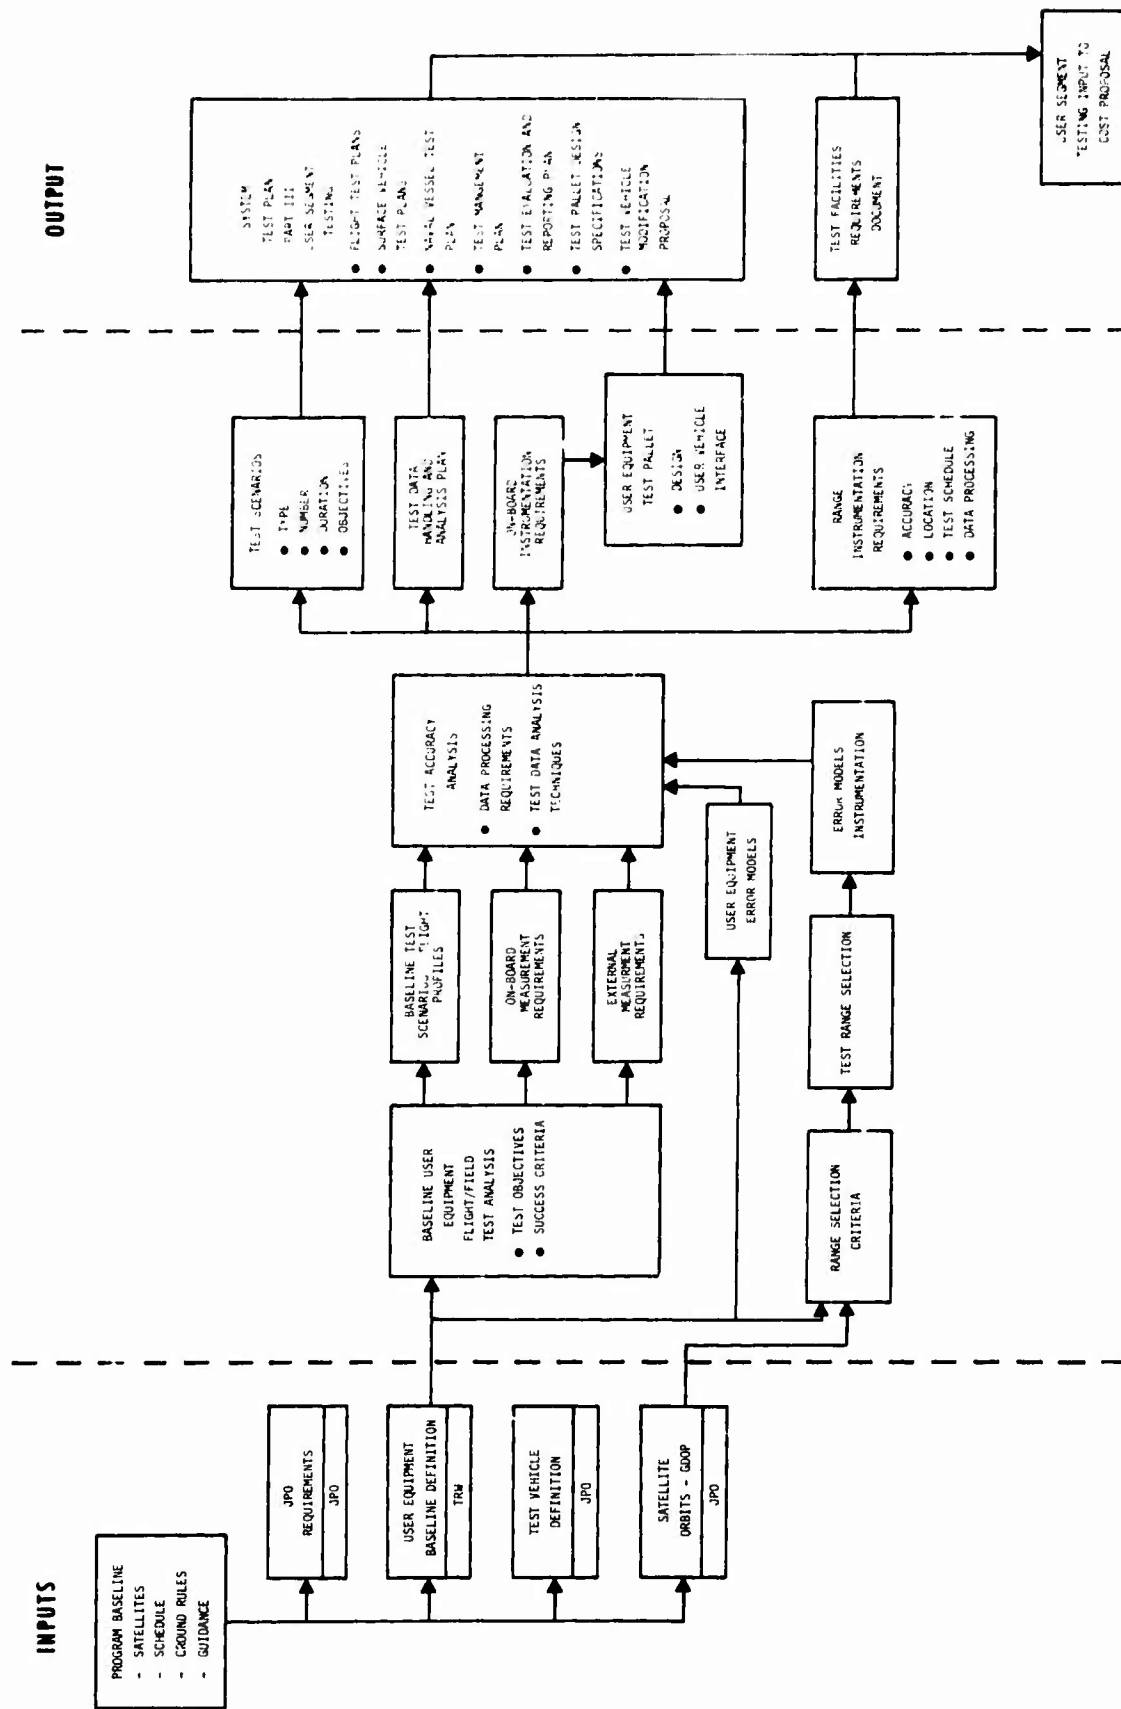 INPUTS
PROGRAM BASELINE
- SATELLITES
- SCHEDULE
- GROUND RULES
- GUIDANCE
JPO
REQUIREMENTS
JPO
USER EQUIPMENT
BASELINE DEFINITION
TRW
TEST VEHICLE
DEFINITION
JPO
SATELLITE
ORBITS - GDOP
JPO
BASELINE USER
EQUIPMENT
FLIGHT/FIELD
TEST ANALYSIS
● TEST OBJECTIVES
● SUCCESS CRITERIA
RANGE SELECTION
CRITERIA
BASELINE TEST
SCENARIOS FLIGHT
PROFILES
ON-BOARD
MEASUREMENT
REQUIREMENTS
EXTERNAL
MEASURMENT
REQUIREMENTS
TEST RANGE SELECTION
USER EQUIPMENT
ERROR MODELS
ERROR MODELS
INSTRUMENTATION
TEST ACCURACY
ANALYSIS
● DATA PROCESSING
REQUIREMENTS
● TEST DATA ANALYSIS
TECHNIQUES
TEST SCENARIOS
● TYPE
● NUMBER
● DURATION
● OBJECTIVES
TEST DATA
HANDLING AND
ANALYSIS PLAN
ON-BOARD
INSTRUMENTATION
REQUIREMENTS
USER EQUIPMENT
TEST PALLET
● DESIGN
● USER VEHICLE
INTERFACE
RANGE
INSTRUMENTATION
REQUIREMENTS
● ACCURACY
● LOCATION
● TEST SCHEDULE
● DATA PROCESSING
OUTPUT
SYSTEM
TEST PLAN
PART III
USER SEGMENT
TESTING
● FLIGHT TEST PLANS
● SURFACE VEHICLE
TEST PLANS
● NAVAL VESSEL TEST
PLAN
● TEST MANGEMENT
PLAN
● TEST EVALUATION AND
REPORTING PLAN
● TEST PALLET DESIGN
SPECIFICATIONS
● TEST VEHICLE
MODIFICATION
PROPOSAL
TEST FACILITIES
REQUIREMENTS
DOCUMENT
USER SEGMENT
TESTING INPUT TO
COST PROPOSAL